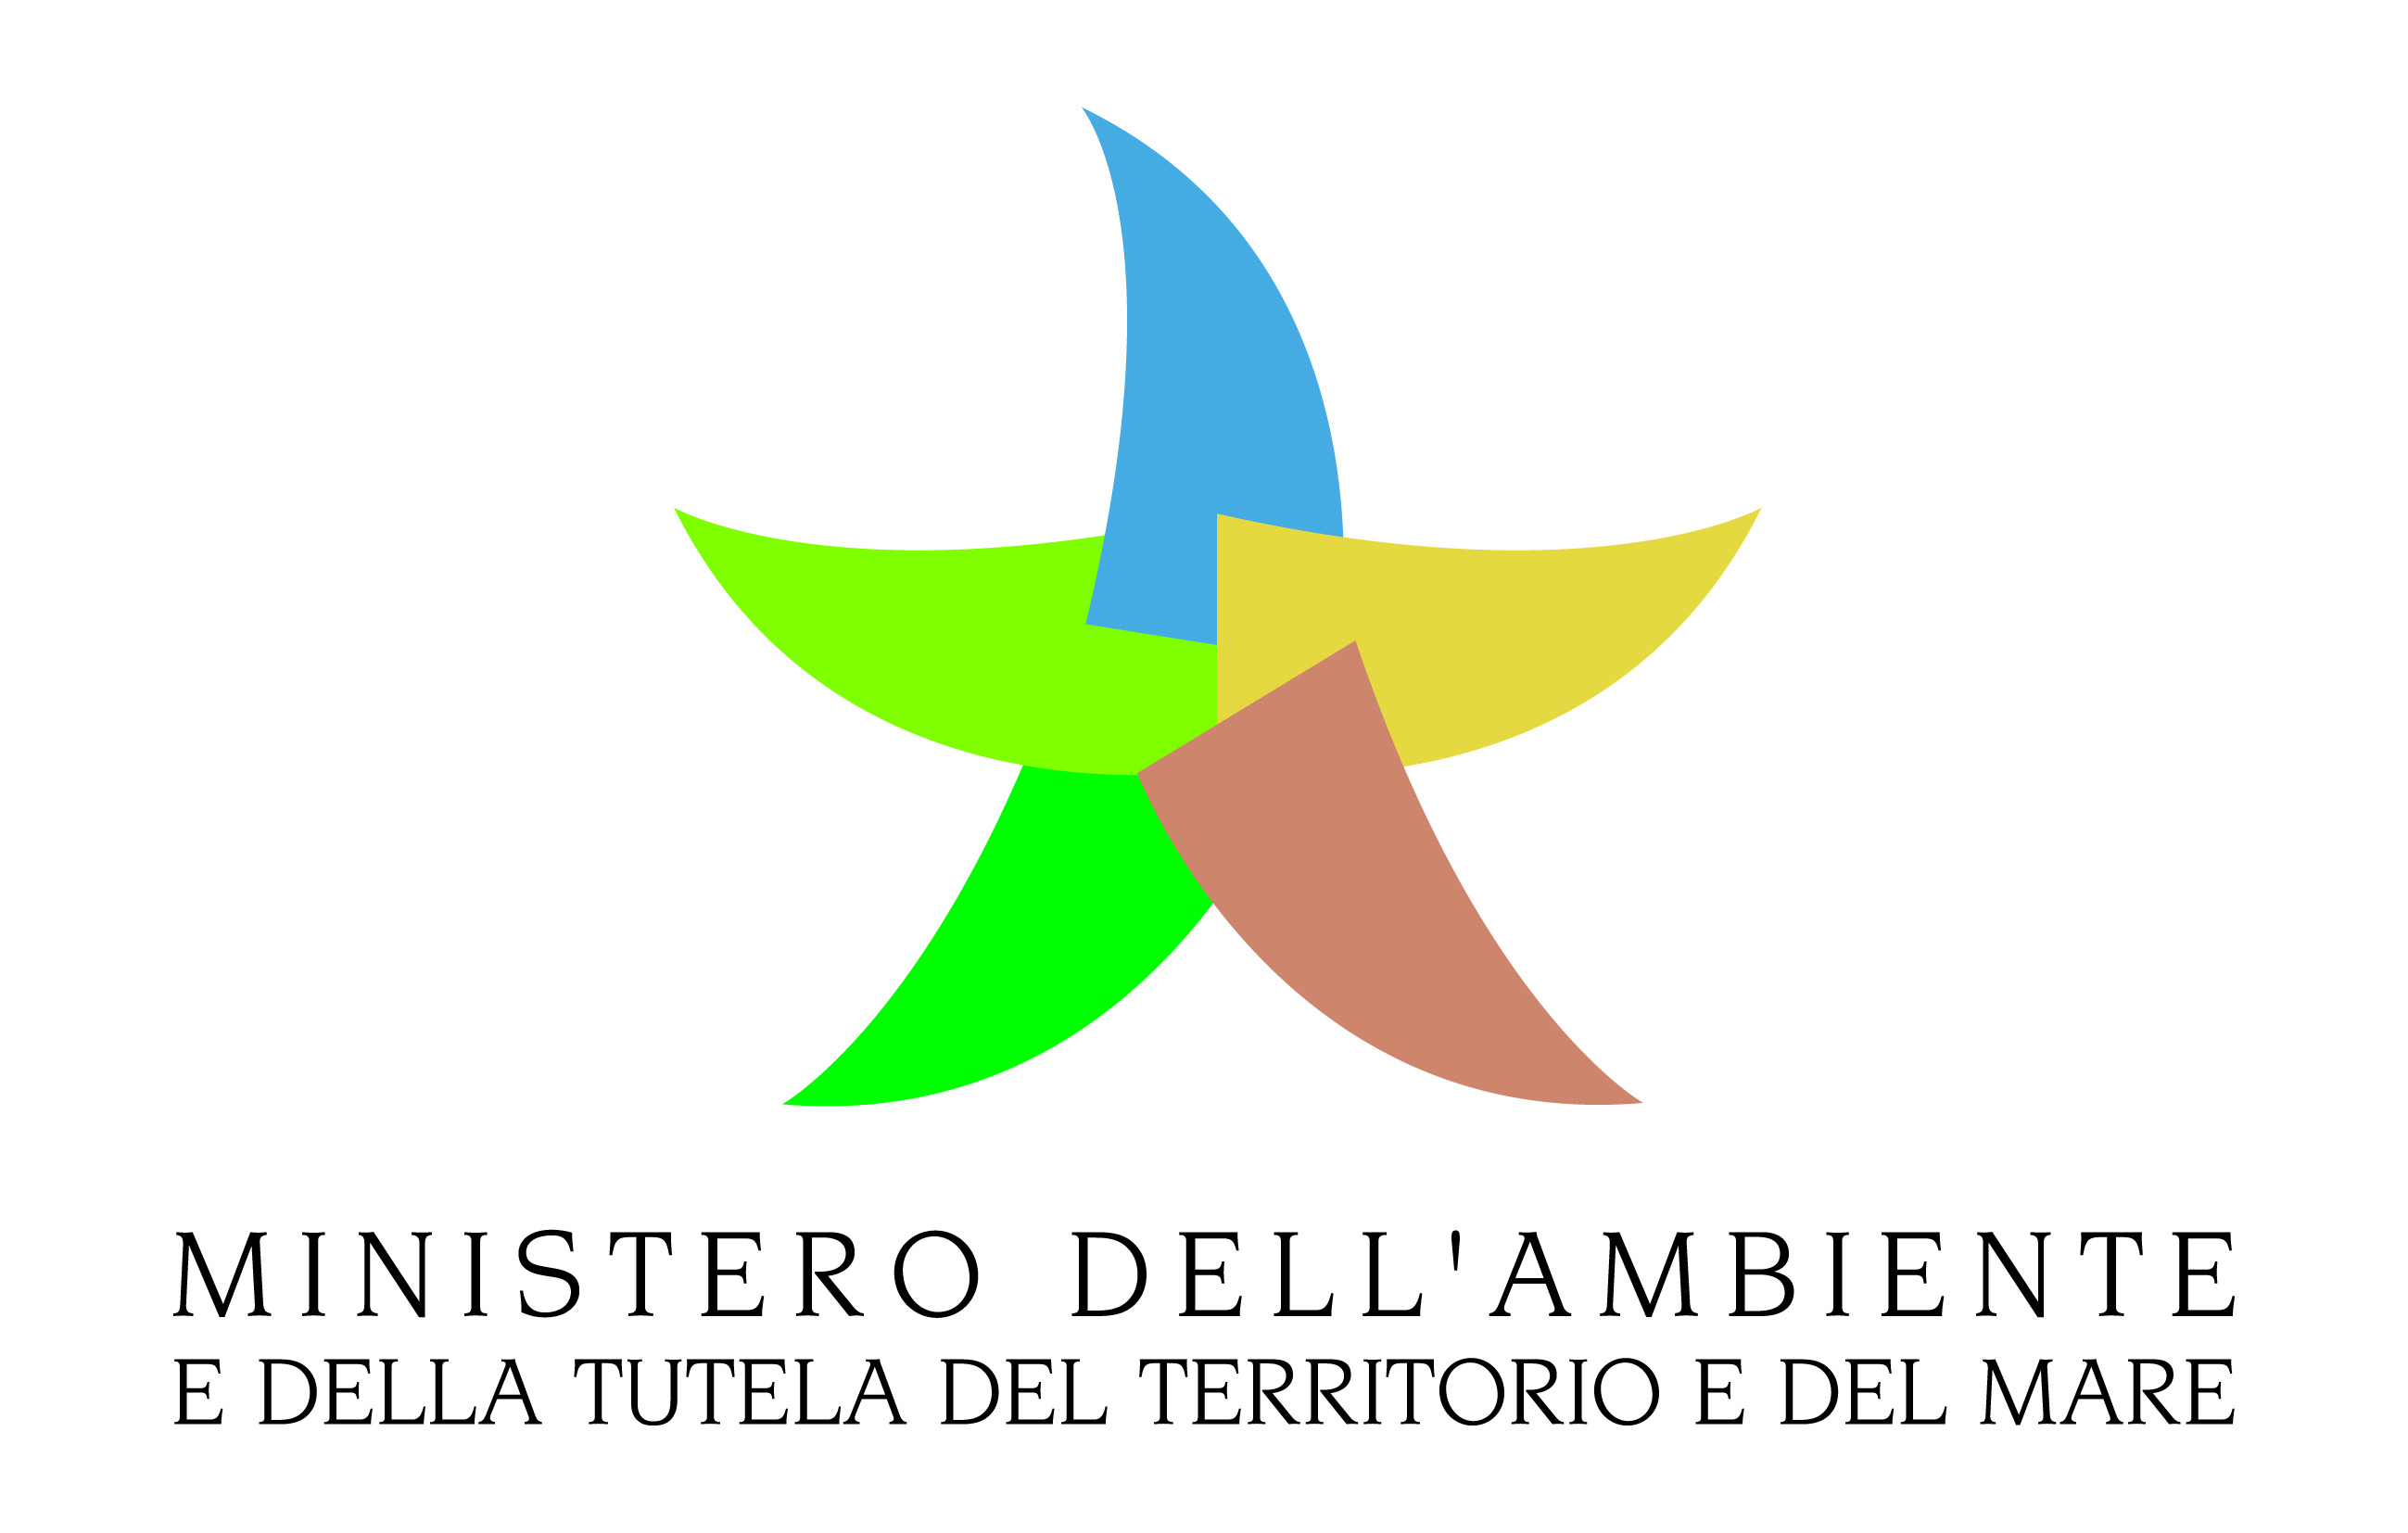 MINISTERO DELL'AMBIENTE
E DELLA TUTELA DEL TERRITORIO E DEL MARE